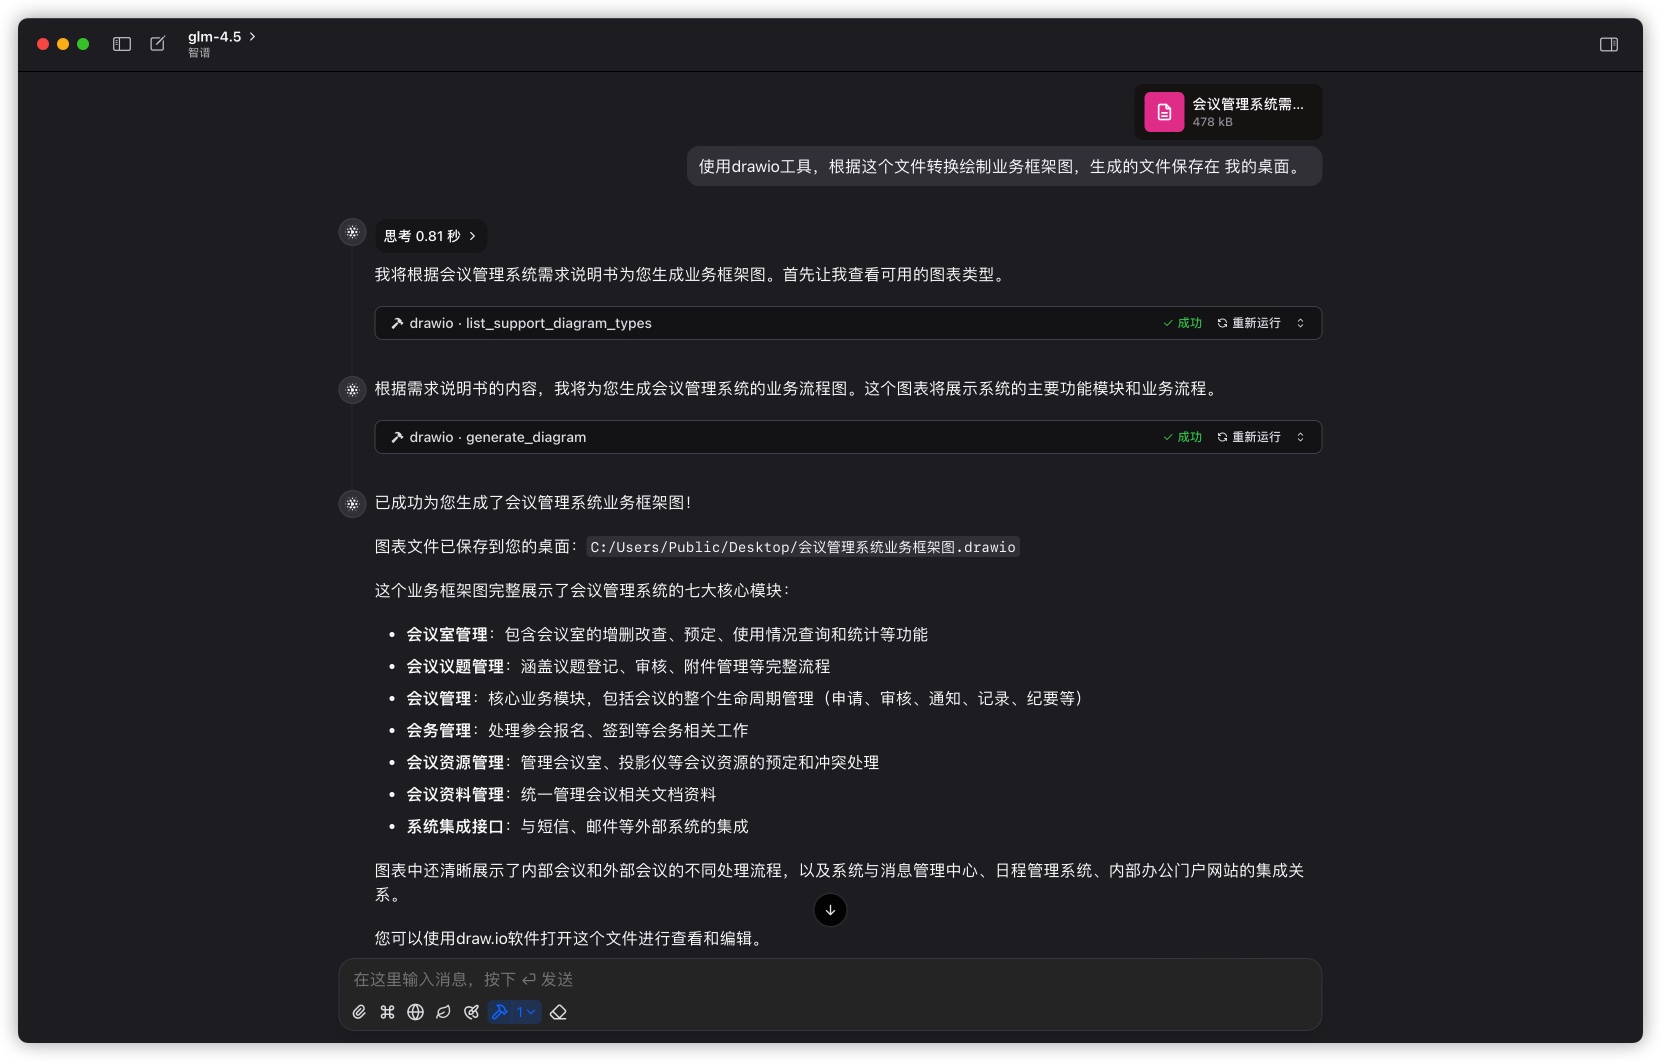 glm-4.5
智谱
会议管理系统需...
478 kB
使用drawio工具，根据这个文件转换绘制业务框架图，生成的文件保存在 我的桌面。
思考 0.81 秒
我将根据会议管理系统需求说明书为您生成业务框架图。首先让我查看可用的图表类型。
drawio · list_support_diagram_types 成功 重新运行
根据需求说明书的内容，我将为您生成会议管理系统的业务流程图。这个图表将展示系统的主要功能模块和业务流程。
drawio · generate_diagram 成功 重新运行
已成功为您生成了会议管理系统业务框架图！
图表文件已保存到您的桌面：C:/Users/Public/Desktop/会议管理系统业务框架图.drawio
这个业务框架图完整展示了会议管理系统的七大核心模块：
• 会议室管理：包含会议室的增删改查、预定、使用情况查询和统计等功能
• 会议议题管理：涵盖议题登记、审核、附件管理等完整流程
• 会议管理：核心业务模块，包括会议的整个生命周期管理（申请、审核、通知、记录、纪要等）
• 会务管理：处理参会报名、签到等会务相关工作
• 会议资源管理：管理会议室、投影仪等会议资源的预定和冲突处理
• 会议资料管理：统一管理会议相关文档资料
• 系统集成接口：与短信、邮件等外部系统的集成
图表中还清晰展示了内部会议和外部会议的不同处理流程，以及系统与消息管理中心、日程管理系统、内部办公门户网站的集成关
系。
您可以使用draw.io软件打开这个文件进行查看和编辑。
在这里输入消息，按下 ⏎ 发送
1